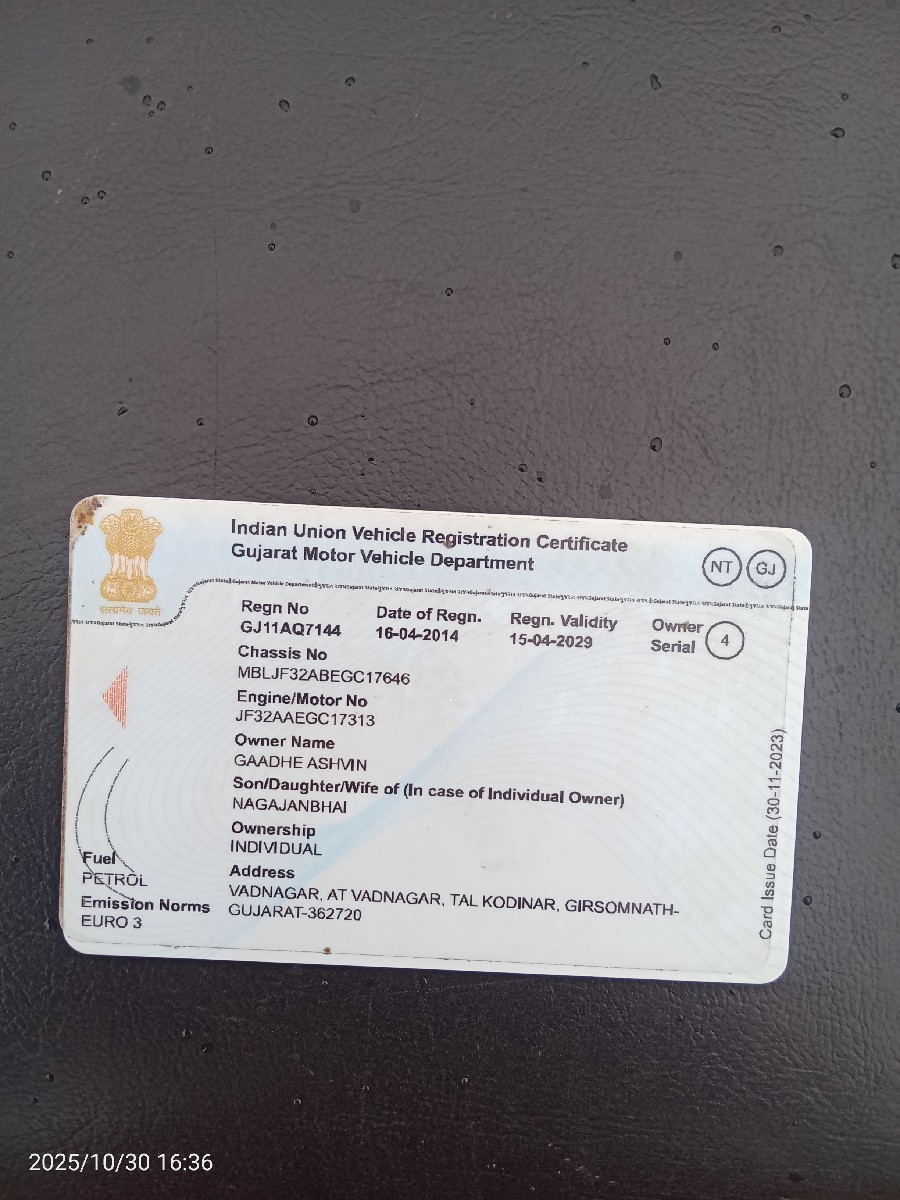 Indian Union Vehicle Registration Certificate
Gujarat Motor Vehicle Department
NT GJ
सत्यमेव जयते
Regn No
GJ11AQ7144
Date of Regn.
16-04-2014
Regn. Validity
15-04-2029
Owner
Serial
4
Chassis No
MBLJF32ABEGC17646
Engine/Motor No
JF32AAEGC17313
Owner Name
GAADHE ASHVIN
Son/Daughter/Wife of (In case of Individual Owner)
NAGAJANBHAI
Ownership
INDIVIDUAL
Address
VADNAGAR, AT VADNAGAR, TAL KODINAR, GIRSOMNATH-
GUJARAT-362720
Fuel
PETROL
Emission Norms
EURO 3
Card Issue Date (30-11-2023)
2025/10/30 16:36